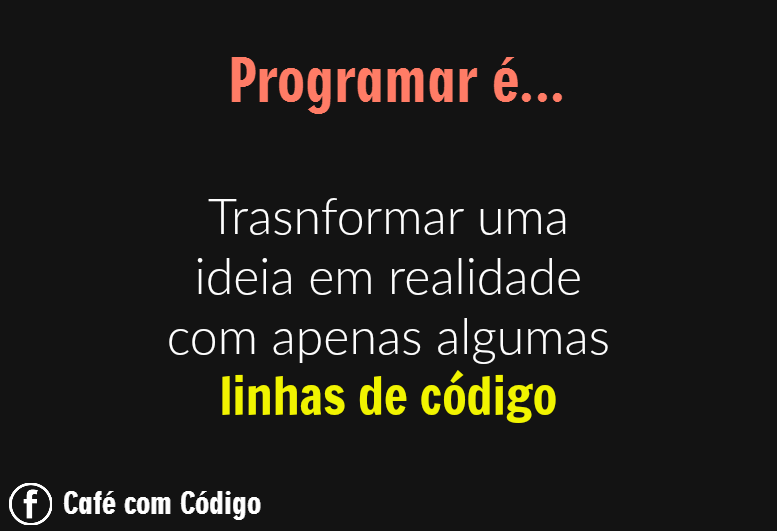 Programar é...
Trasnformar uma
ideia em realidade
com apenas algumas
linhas de código
f Café com Código